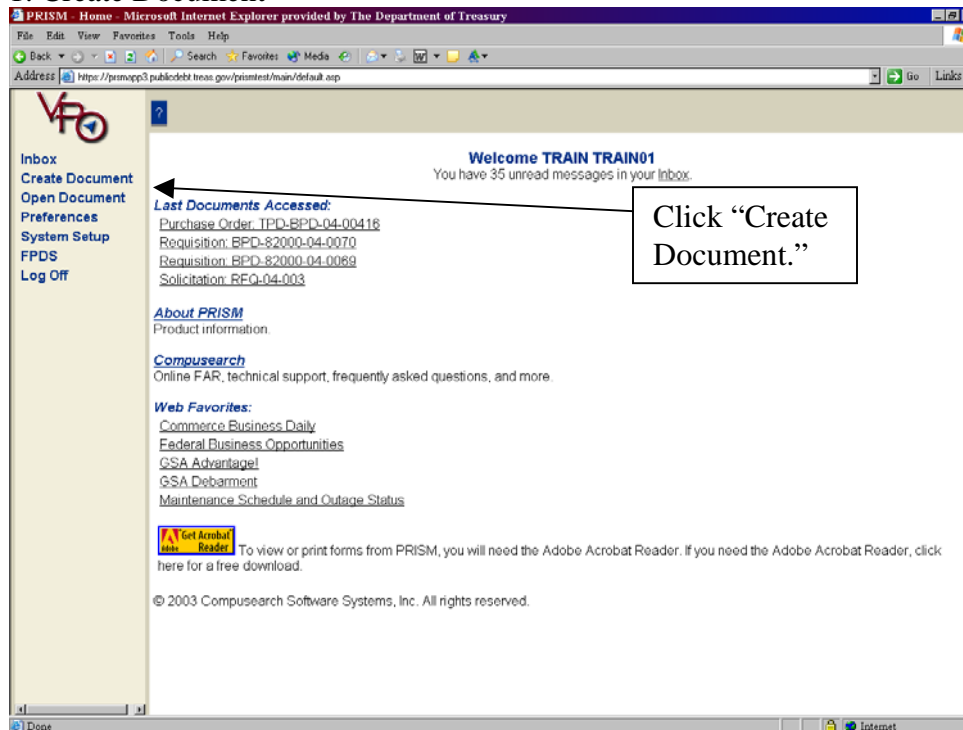 1. Create Document
PRISM - Home - Microsoft Internet Explorer provided by The Department of Treasury
File Edit View Favorites Tools Help
Back Search Favorites Media
Address https://prismapp3.publicdebt.treas.gov/prismtest/main/default.asp Go Links
VPO
?
Inbox
Create Document
Open Document
Preferences
System Setup
FPDS
Log Off
Welcome TRAIN TRAIN01
You have 35 unread messages in your Inbox.
Click “Create
Document.”
Last Documents Accessed:
Purchase Order: TPD-BPD-04-00416
Requisition: BPD-82000-04-0070
Requisition: BPD-82000-04-0069
Solicitation: RFQ-04-003
About PRISM
Product information.
Compusearch
Online FAR, technical support, frequently asked questions, and more.
Web Favorites:
Commerce Business Daily
Federal Business Opportunities
GSA Advantage!
GSA Debarment
Maintenance Schedule and Outage Status
Get Acrobat
Adobe Reader
To view or print forms from PRISM, you will need the Adobe Acrobat Reader. If you need the Adobe Acrobat Reader, click
here for a free download.
© 2003 Compusearch Software Systems, Inc. All rights reserved.
Done Internet